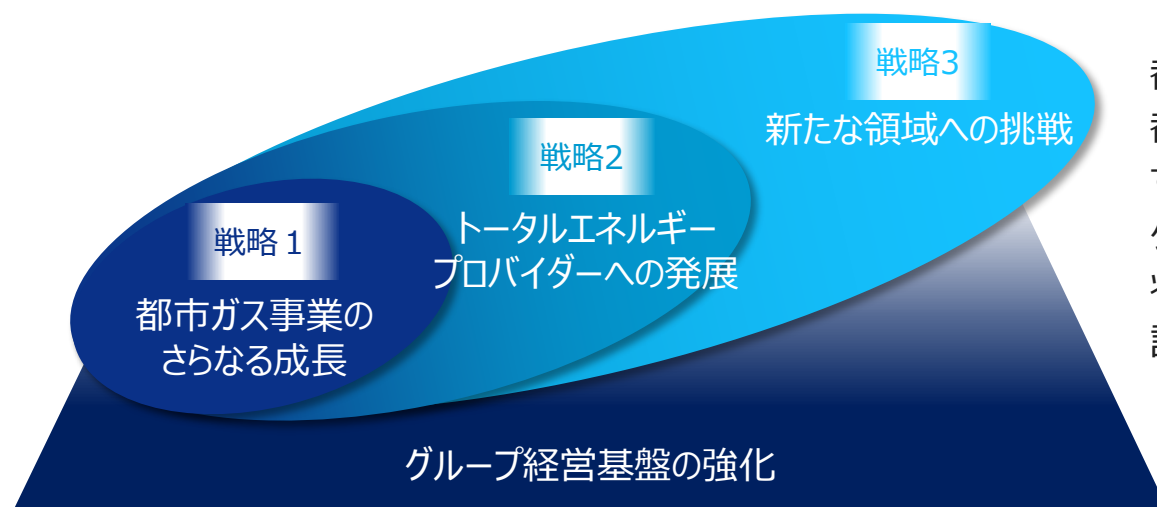 戦略1
都市ガス事業の
さらなる成長
戦略2
トータルエネルギー
プロバイダーへの発展
戦略3
新たな領域への挑戦
グループ経営基盤の強化